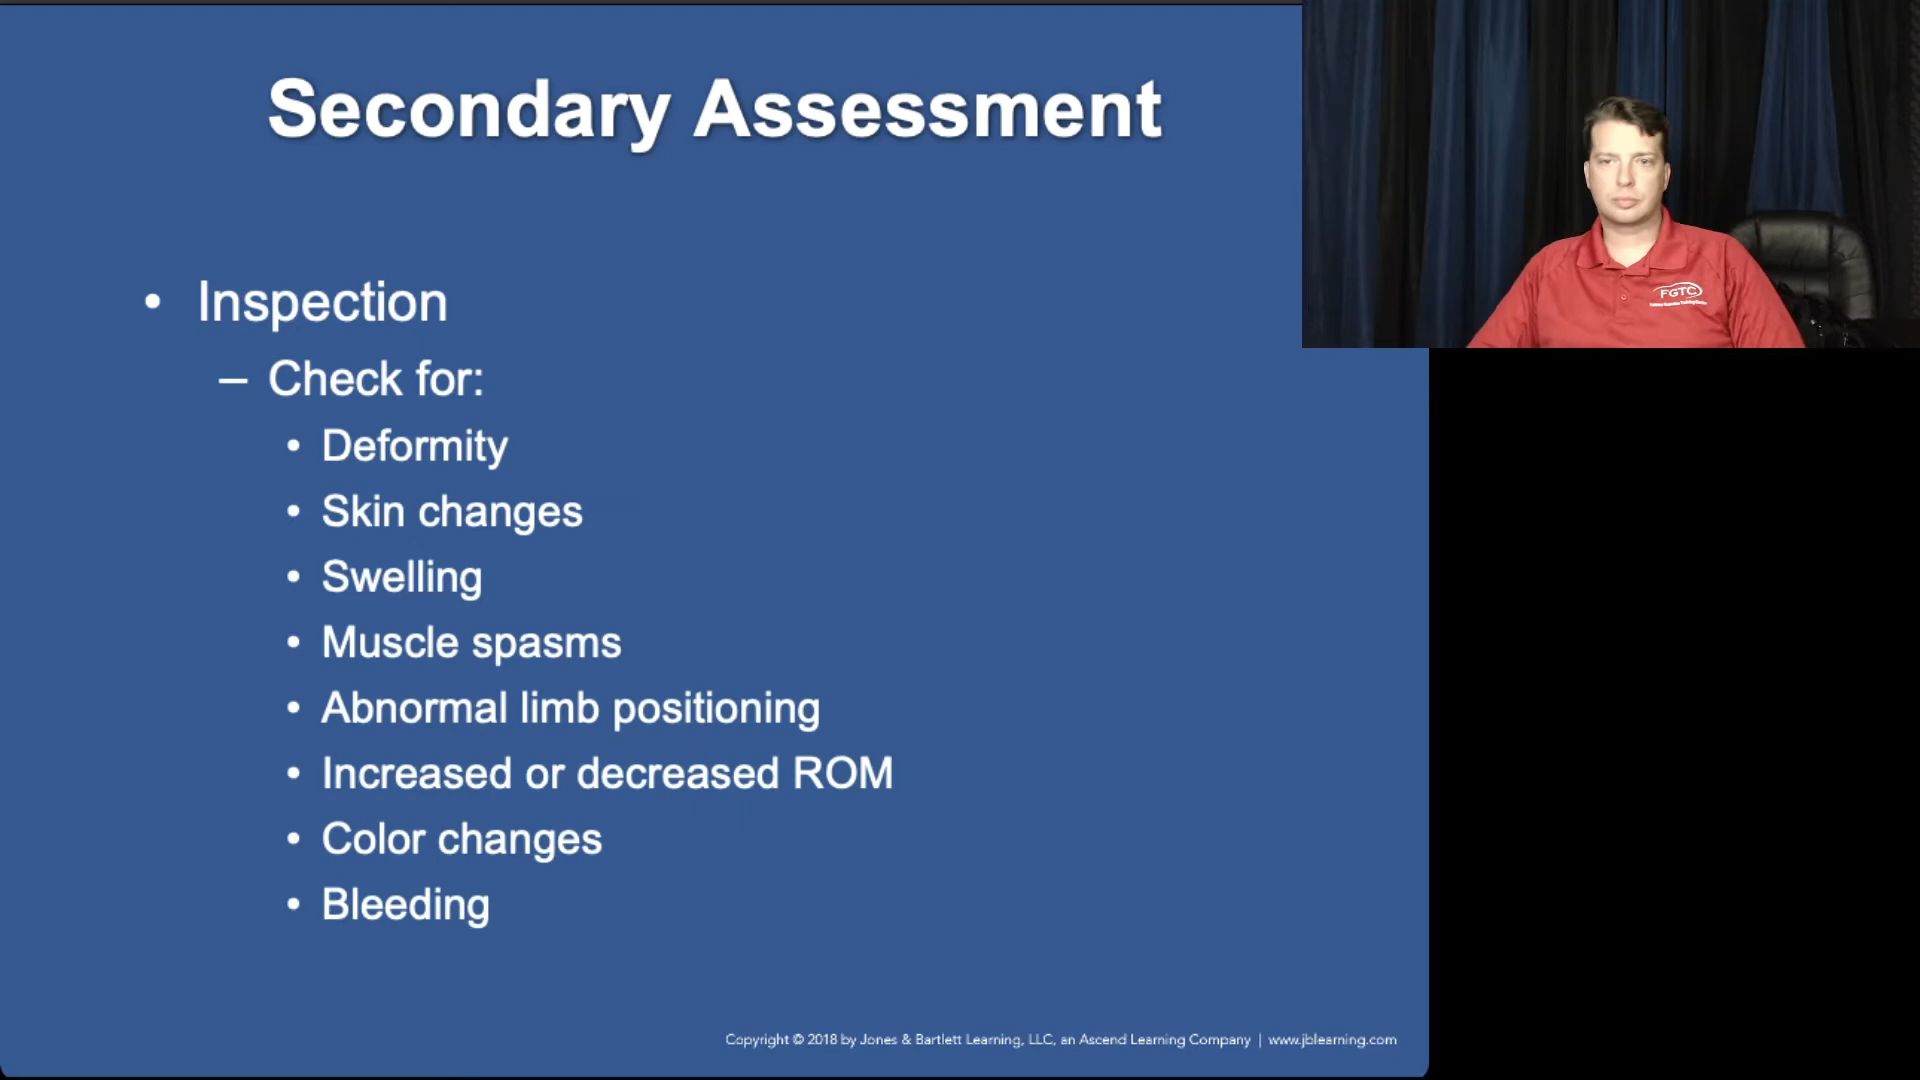 Secondary Assessment
• Inspection
– Check for:
• Deformity
• Skin changes
• Swelling
• Muscle spasms
• Abnormal limb positioning
• Increased or decreased ROM
• Color changes
• Bleeding
Copyright © 2018 by Jones & Bartlett Learning, LLC, an Ascend Learning Company | www.jblearning.com
FGTC